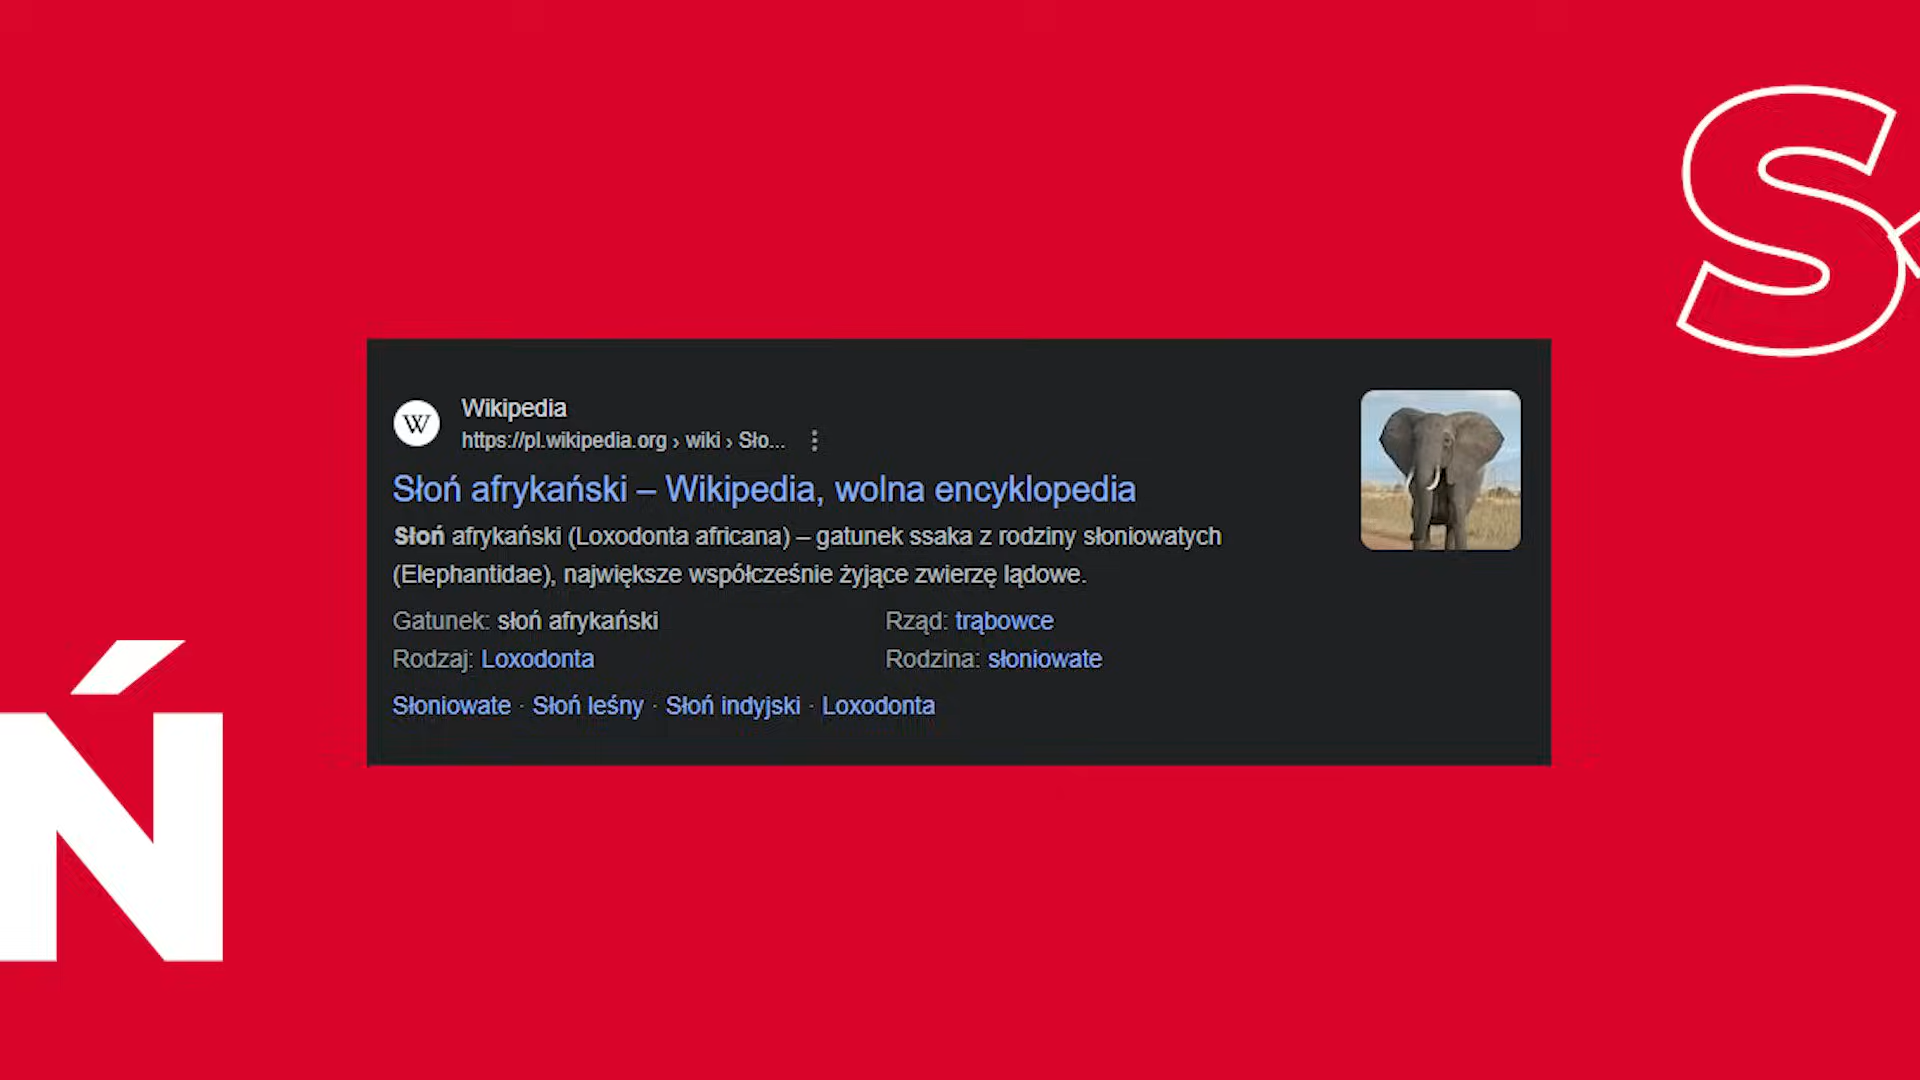 S
Wikipedia
https://pl.wikipedia.org › wiki › Sło...
Słoń afrykański – Wikipedia, wolna encyklopedia
Słoń afrykański (Loxodonta africana) – gatunek ssaka z rodziny słoniowatych
(Elephantidae), największe współcześnie żyjące zwierzę lądowe.
Gatunek: słoń afrykański Rząd: trąbowce
Rodzaj: Loxodonta Rodzina: słoniowate
Słoniowate · Słoń leśny · Słoń indyjski · Loxodonta
Ń